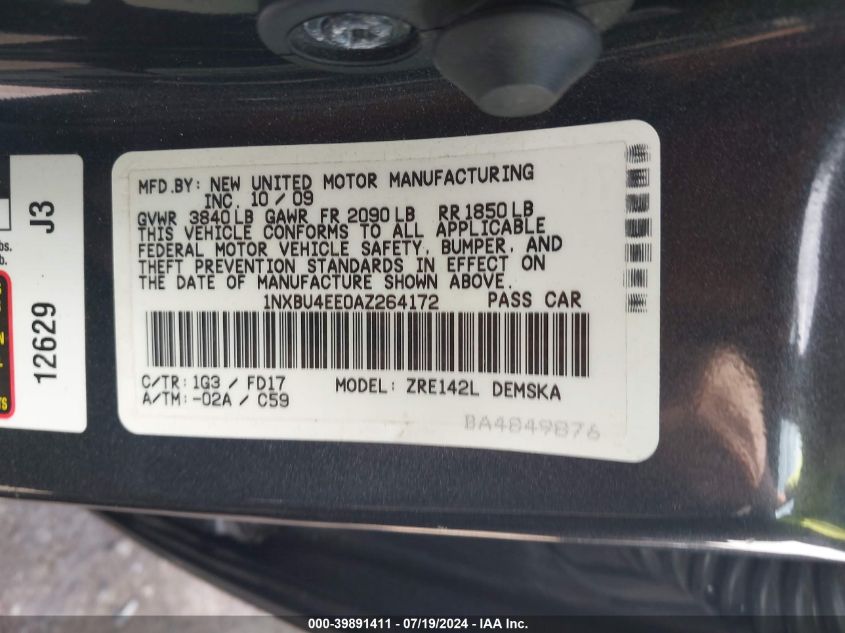 MFD.BY: NEW UNITED MOTOR MANUFACTURING
INC. 10 / 09
GVWR 3840 LB GAWR FR 2090 LB RR 1850 LB
THIS VEHICLE CONFORMS TO ALL APPLICABLE
FEDERAL MOTOR VEHICLE SAFETY, BUMPER, AND
THEFT PREVENTION STANDARDS IN EFFECT ON
THE DATE OF MANUFACTURE SHOWN ABOVE.
1NXBU4EE0AZ264172 PASS CAR
C/TR: 1G3 / FD17 MODEL: ZRE142L DEMSKA
A/TM: -02A / C59
BA4849876
12629 J3
000-39891411 - 07/19/2024 - IAA Inc.